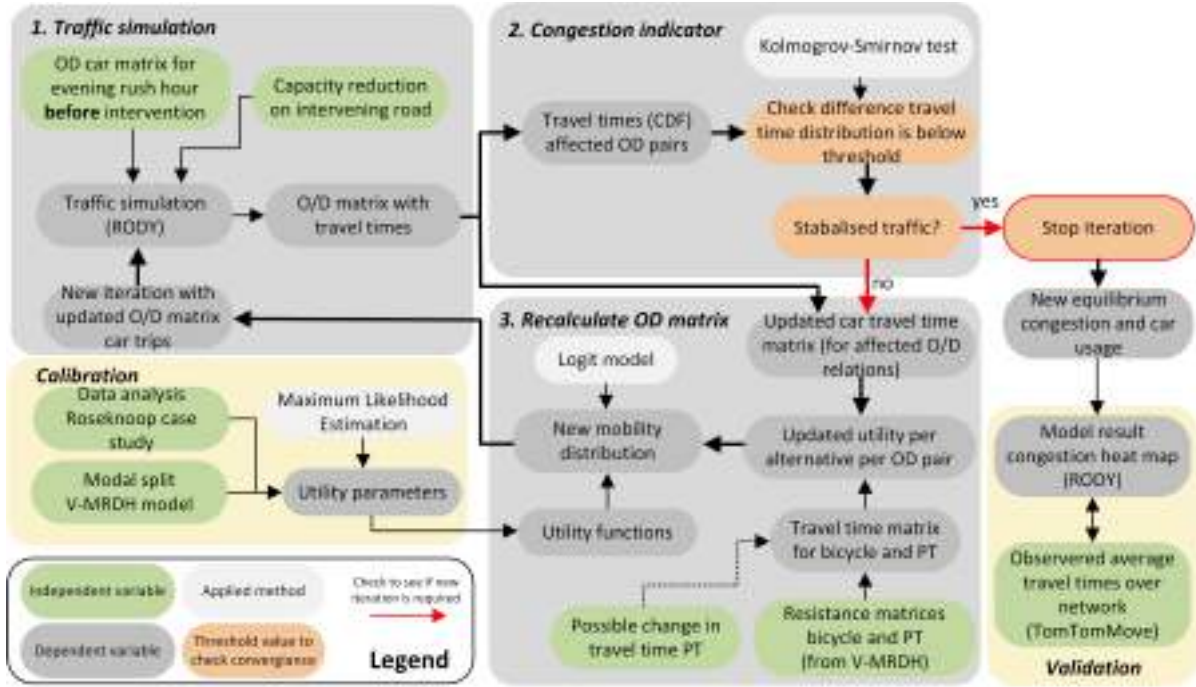 1. Traffic simulation
OD car matrix for
evening rush hour
before intervention
Capacity reduction
on intervening road
Traffic simulation
(RODY)
O/D matrix with
travel times
New iteration with
updated O/D matrix
car trips
2. Congestion indicator
Kolmogrov-Smirnov test
Travel times (CDF)
affected OD pairs
Check difference travel
time distribution is below
threshold
Stabalised traffic?
yes
no
Stop iteration
New equilibrium
congestion and car
usage
3. Recalculate OD matrix
Updated car travel time
matrix (for affected O/D
relations)
Logit model
New mobility
distribution
Updated utility per
alternative per OD pair
Utility functions
Travel time matrix
for bicycle and PT
Possible change in
travel time PT
Resistance matrices
bicycle and PT
(from V-MRDH)
Calibration
Data analysis
Roseknoop case
study
Maximum Likelihood
Estimation
Modal split
V-MRDH model
Utility parameters
Model result
congestion heat map
(RODY)
Observered average
travel times over
network
(TomTomMove)
Validation
Independent variable
Applied method
Check to see if new
iteration is required
Dependent variable
Threshold value to
check convergiance
Legend